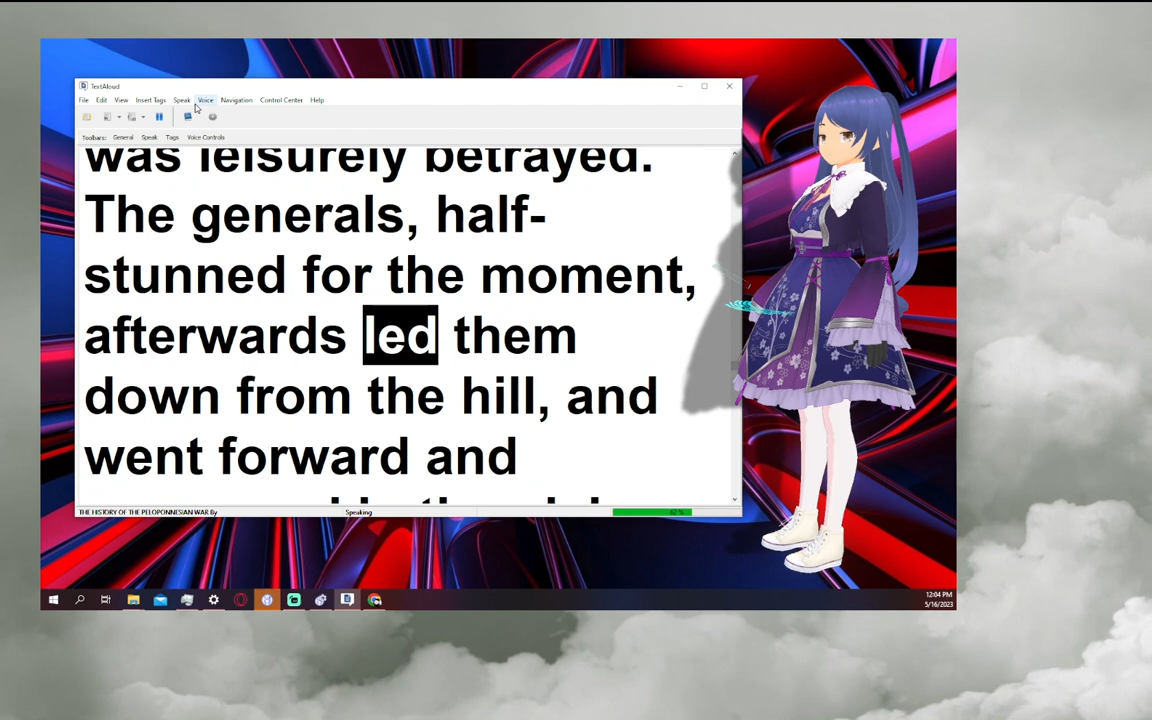 TextAloud
File Edit View Insert Tags Speak Voice Navigation Control Center Help
Toolbars: General Speak Tags Voice Controls
was leisurely betrayed.
The generals, half-
stunned for the moment,
afterwards led them
down from the hill, and
went forward and
THE HISTORY OF THE PELOPONNESIAN WAR By
Speaking
62 %
12:04 PM
5/16/2023